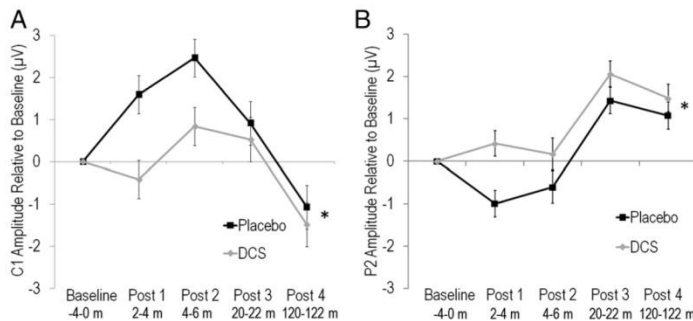 A
C1 Amplitude Relative to Baseline (µV)
3
2
1
0
-1
-2
-3
*
Placebo
DCS
Baseline Post 1 Post 2 Post 3 Post 4
-4-0 m 2-4 m 4-6 m 20-22 m 120-122 m
B
P2 Amplitude Relative to Baseline (µV)
3
2
1
0
-1
-2
-3
*
Placebo
DCS
Baseline Post 1 Post 2 Post 3 Post 4
-4-0 m 2-4 m 4-6 m 20-22 m 120-122 m